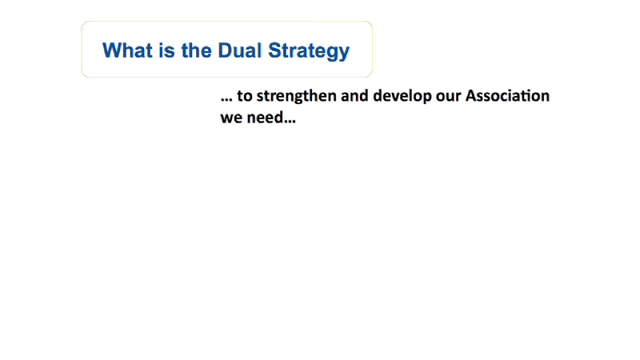 What is the Dual Strategy
… to strengthen and develop our Association
we need…